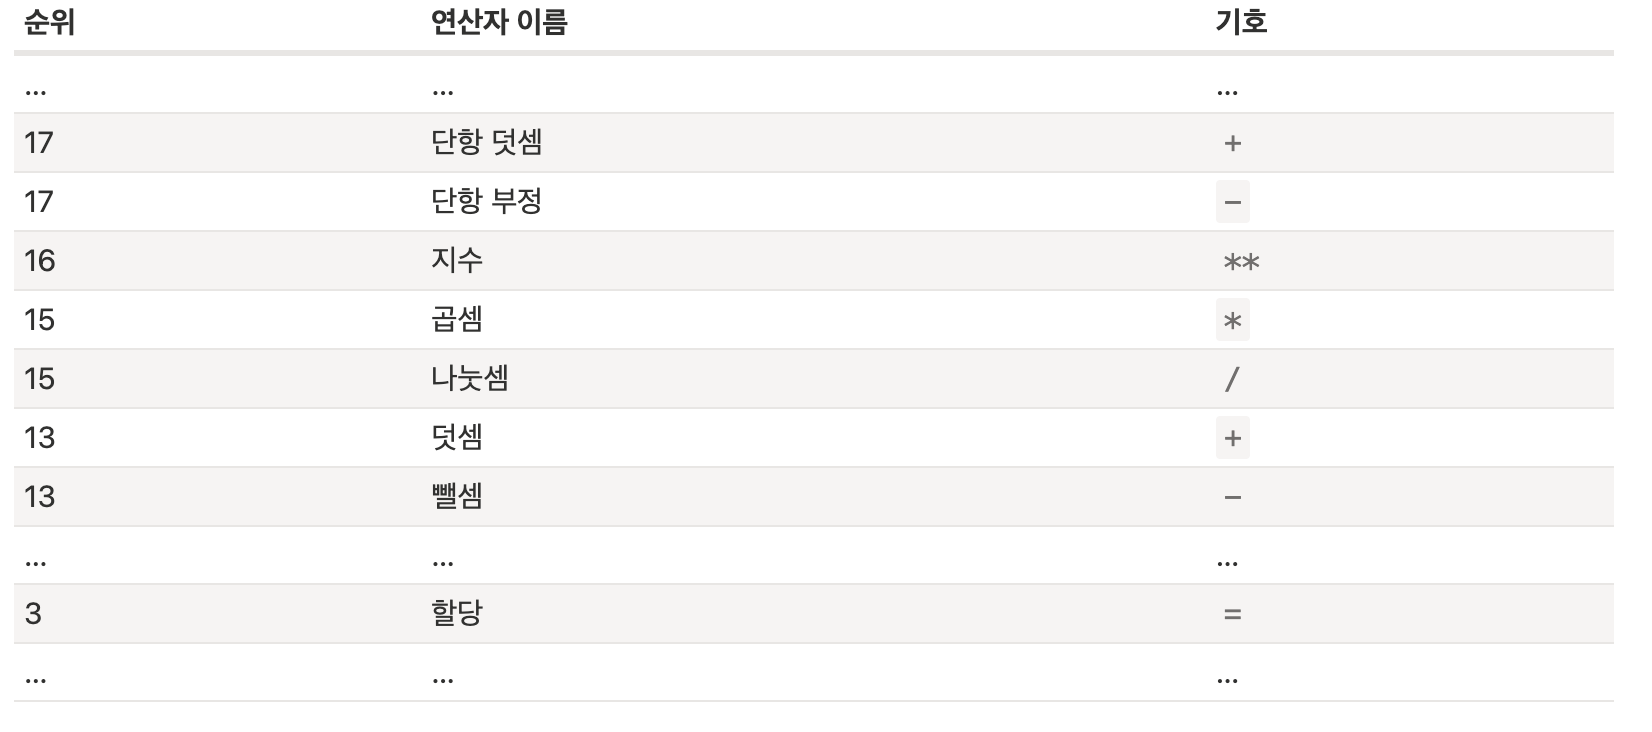 순위 연산자 이름 기호
... ... ...
17 단항 덧셈 +
17 단항 부정 -
16 지수 **
15 곱셈 *
15 나눗셈 /
13 덧셈 +
13 뺄셈 -
... ... ...
3 할당 =
... ... ...